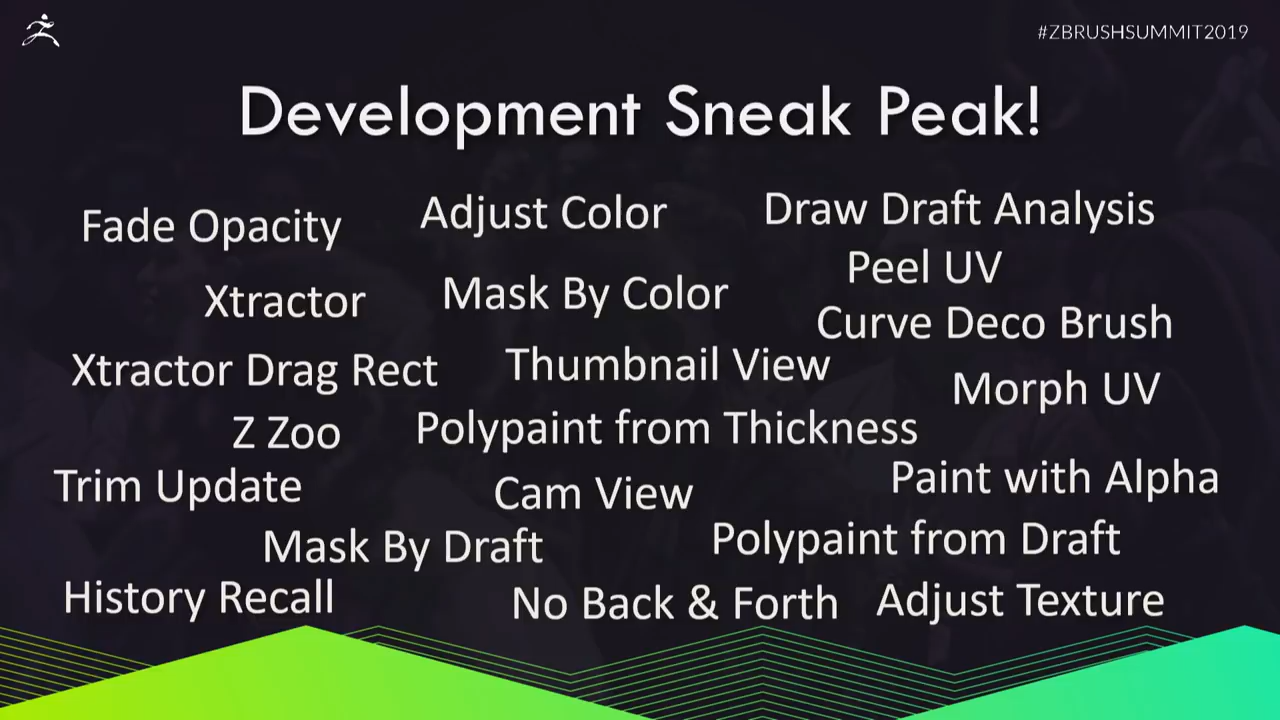 #ZBRUSHSUMMIT2019
Development Sneak Peak!
Fade Opacity
Adjust Color
Draw Draft Analysis
Peel UV
Xtractor
Mask By Color
Curve Deco Brush
Xtractor Drag Rect
Thumbnail View
Morph UV
Z Zoo
Polypaint from Thickness
Trim Update
Cam View
Paint with Alpha
Mask By Draft
Polypaint from Draft
History Recall
No Back & Forth
Adjust Texture